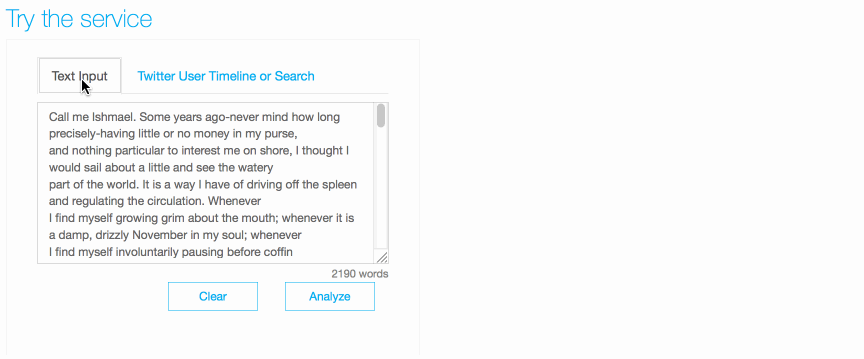 Try the service
Text Input
Twitter User Timeline or Search
Call me Ishmael. Some years ago-never mind how long
precisely-having little or no money in my purse,
and nothing particular to interest me on shore, I thought I
would sail about a little and see the watery
part of the world. It is a way I have of driving off the spleen
and regulating the circulation. Whenever
I find myself growing grim about the mouth; whenever it is
a damp, drizzly November in my soul; whenever
I find myself involuntarily pausing before coffin
2190 words
Clear
Analyze